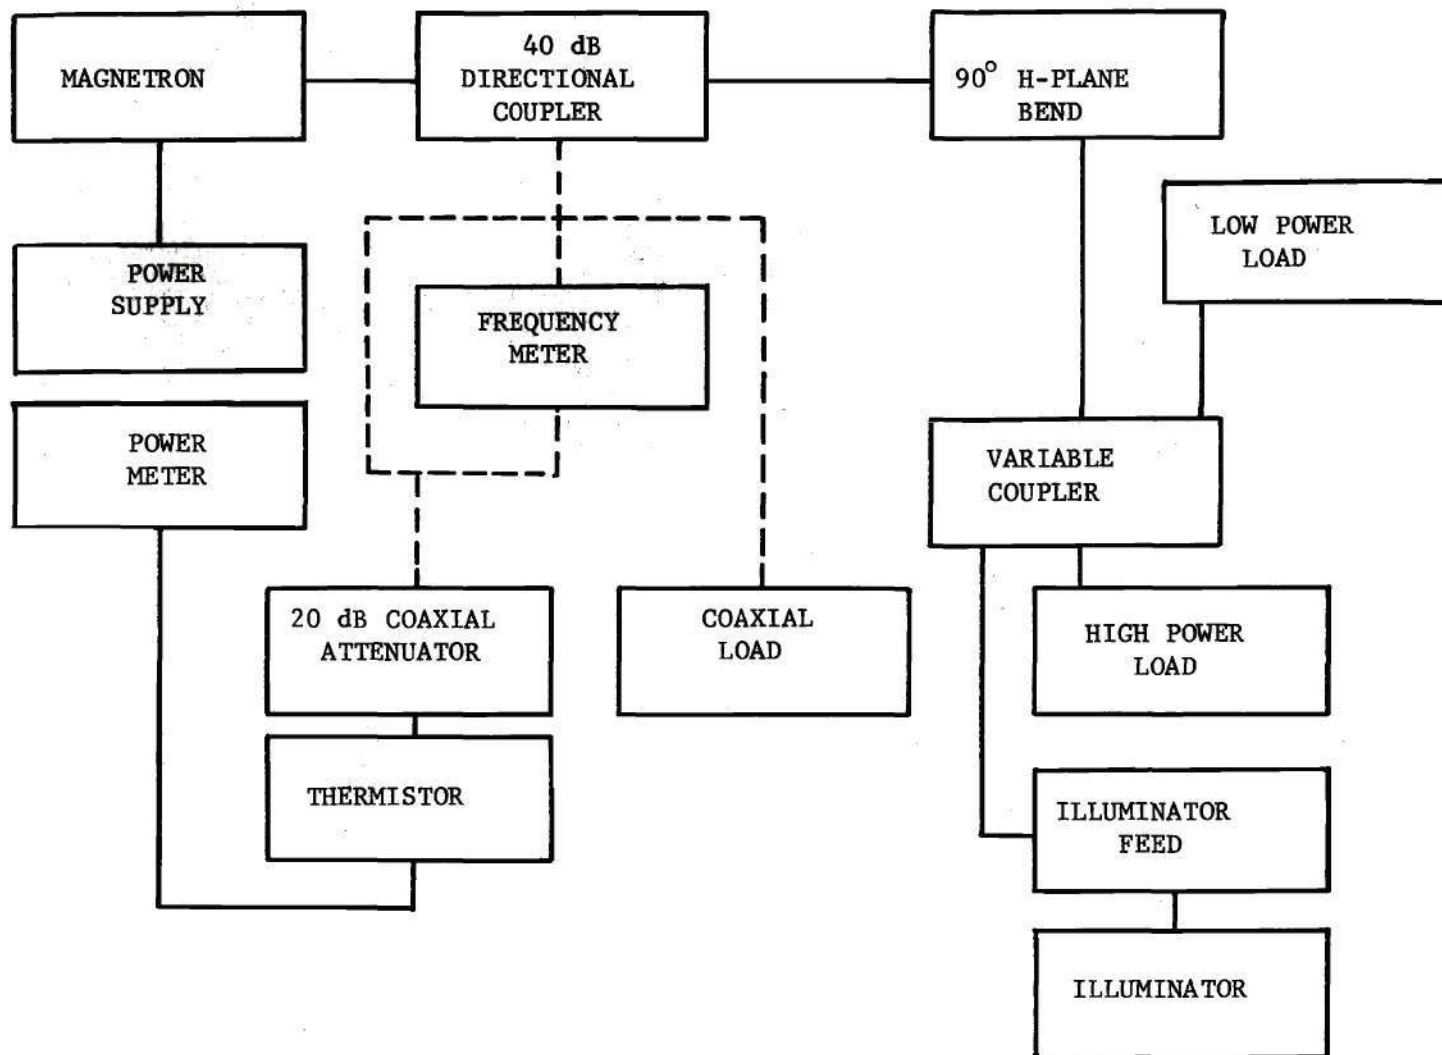 MAGNETRON
40 dB
DIRECTIONAL
COUPLER
90° H-PLANE
BEND
LOW POWER
LOAD
POWER
SUPPLY
FREQUENCY
METER
POWER
METER
VARIABLE
COUPLER
20 dB COAXIAL
ATTENUATOR
COAXIAL
LOAD
HIGH POWER
LOAD
THERMISTOR
ILLUMINATOR
FEED
ILLUMINATOR